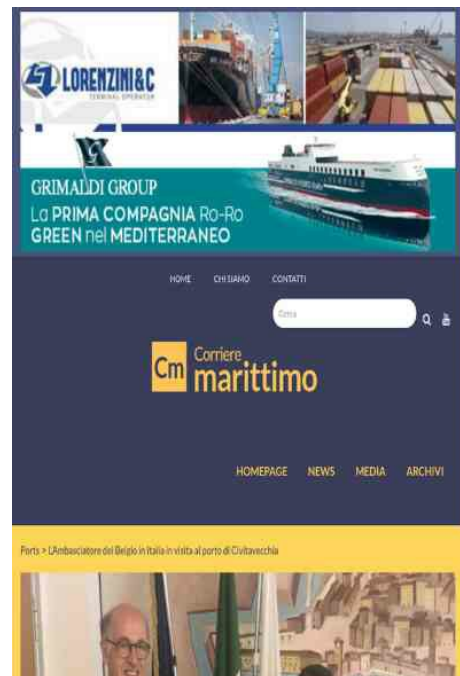 LORENZINI & C
TERMINAL OPERATOR
GRIMALDI GROUP
La PRIMA COMPAGNIA Ro-Ro
GREEN nel MEDITERRANEO
HOME CHI SIAMO CONTATTI
Cerca
Cm Corriere
marittimo
HOMEPAGE NEWS MEDIA ARCHIVI
Ports > L'Ambasciatore del Belgio in Italia in visita al porto di Civitavecchia